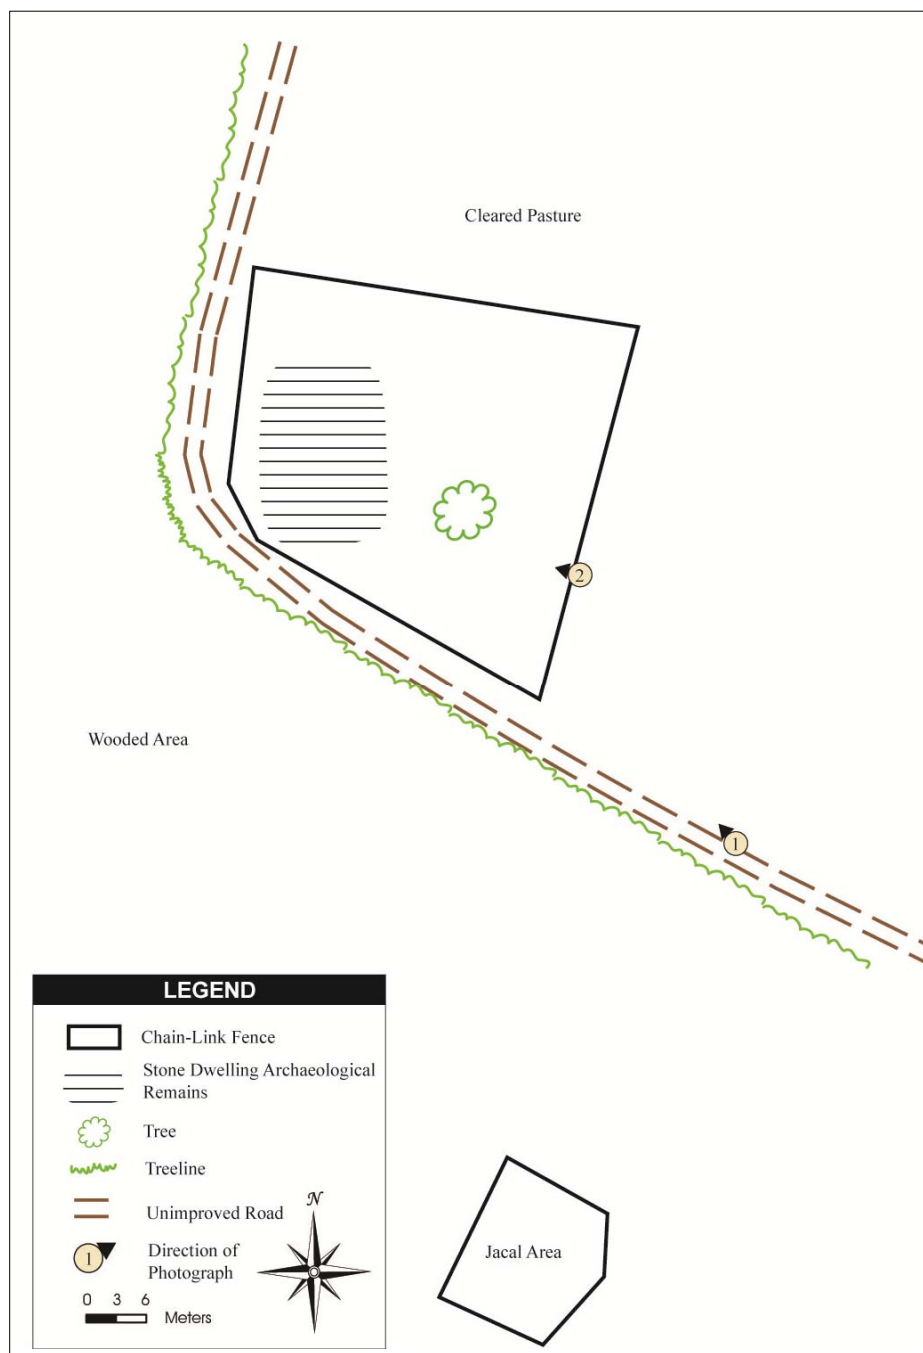 Cleared Pasture
2
Wooded Area
1
LEGEND
Chain-Link Fence
Stone Dwelling Archaeological
Remains
Tree
Treeline
Unimproved Road
N
1
Direction of
Photograph
0 3 6
Meters
Jacal Area